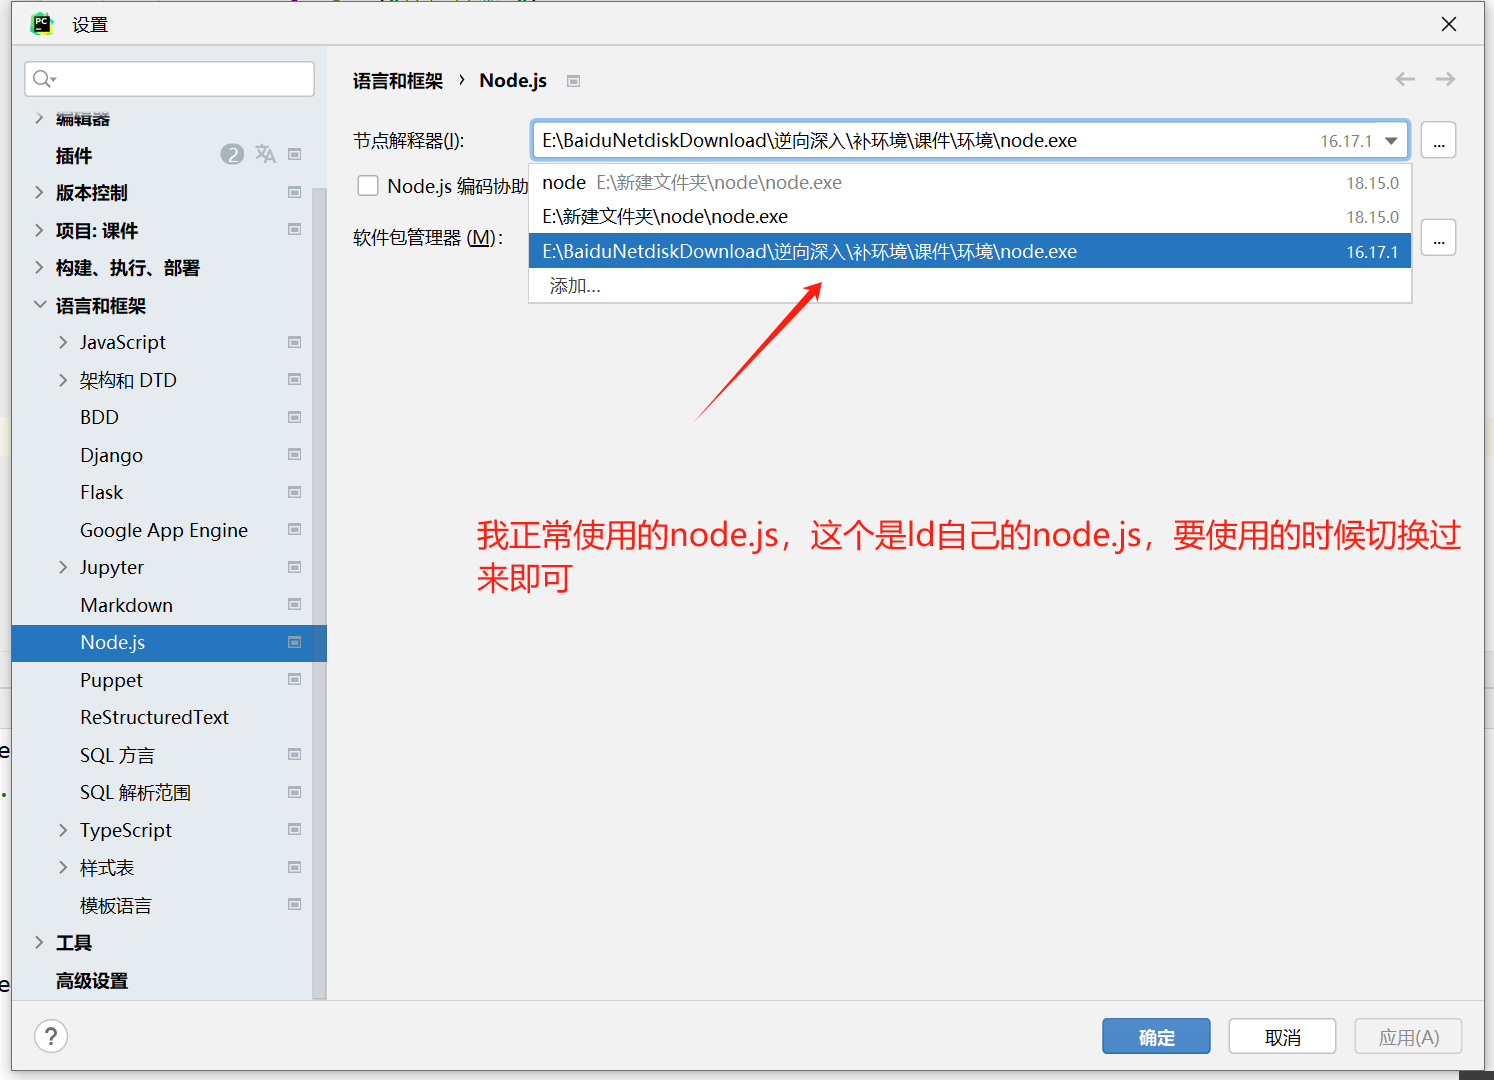 设置
编辑器
插件 2
版本控制
项目: 课件
构建、执行、部署
语言和框架
JavaScript
架构和 DTD
BDD
Django
Flask
Google App Engine
Jupyter
Markdown
Node.js
Puppet
ReStructuredText
SQL 方言
SQL 解析范围
TypeScript
样式表
模板语言
工具
高级设置
语言和框架 › Node.js
节点解释器(I): E:\BaiduNetdiskDownload\逆向深入\补环境\课件\环境\node.exe 16.17.1 ...
node E:\新建文件夹\node\node.exe 18.15.0
Node.js 编码协助
E:\新建文件夹\node\node.exe 18.15.0
软件包管理器 (M): ...
E:\BaiduNetdiskDownload\逆向深入\补环境\课件\环境\node.exe 16.17.1
添加...
我正常使用的node.js，这个是ld自己的node.js，要使用的时候切换过
来即可
? 确定 取消 应用(A)